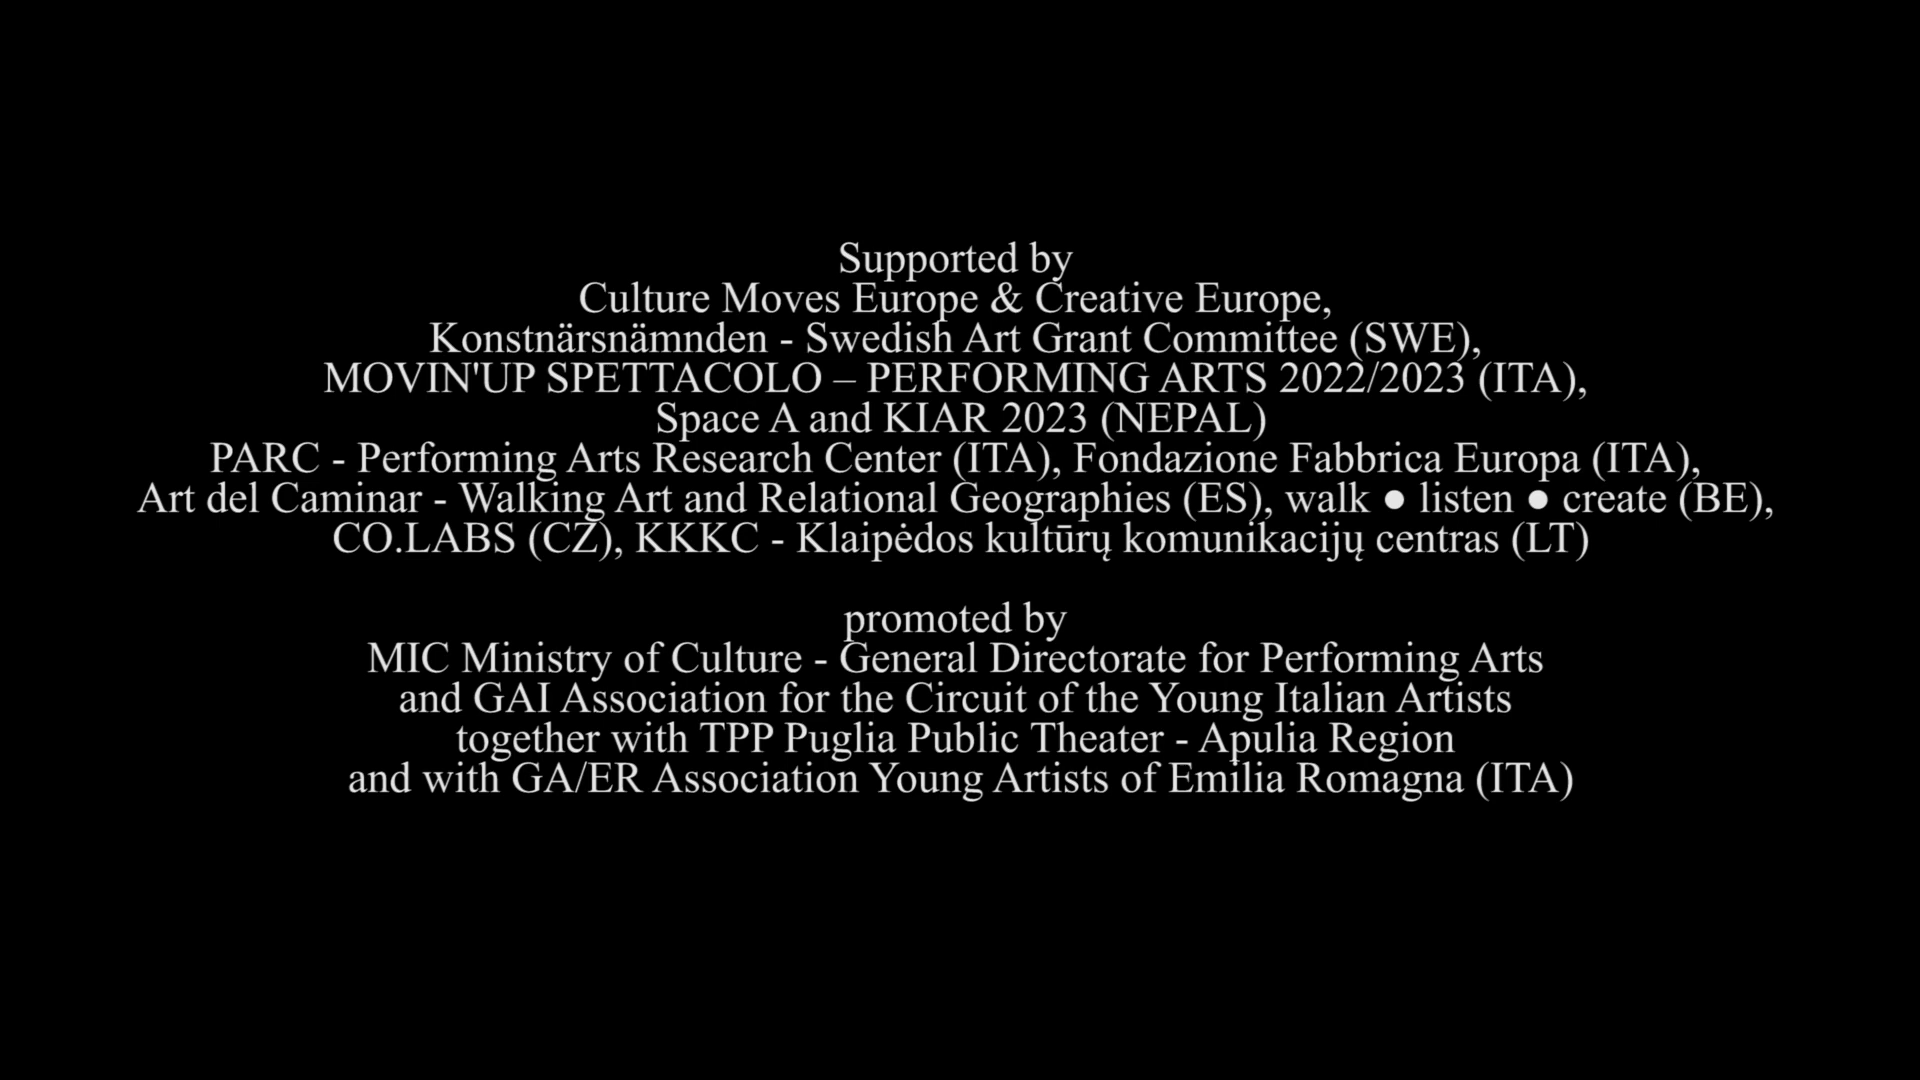 Supported by
Culture Moves Europe & Creative Europe,
Konstnärsnämnden - Swedish Art Grant Committee (SWE),
MOVIN'UP SPETTACOLO – PERFORMING ARTS 2022/2023 (ITA),
Space A and KIAR 2023 (NEPAL)
PARC - Performing Arts Research Center (ITA), Fondazione Fabbrica Europa (ITA),
Art del Caminar - Walking Art and Relational Geographies (ES), walk ● listen ● create (BE),
CO.LABS (CZ), KKKC - Klaipėdos kultūrų komunikacijų centras (LT)
promoted by
MIC Ministry of Culture - General Directorate for Performing Arts
and GAI Association for the Circuit of the Young Italian Artists
together with TPP Puglia Public Theater - Apulia Region
and with GA/ER Association Young Artists of Emilia Romagna (ITA)